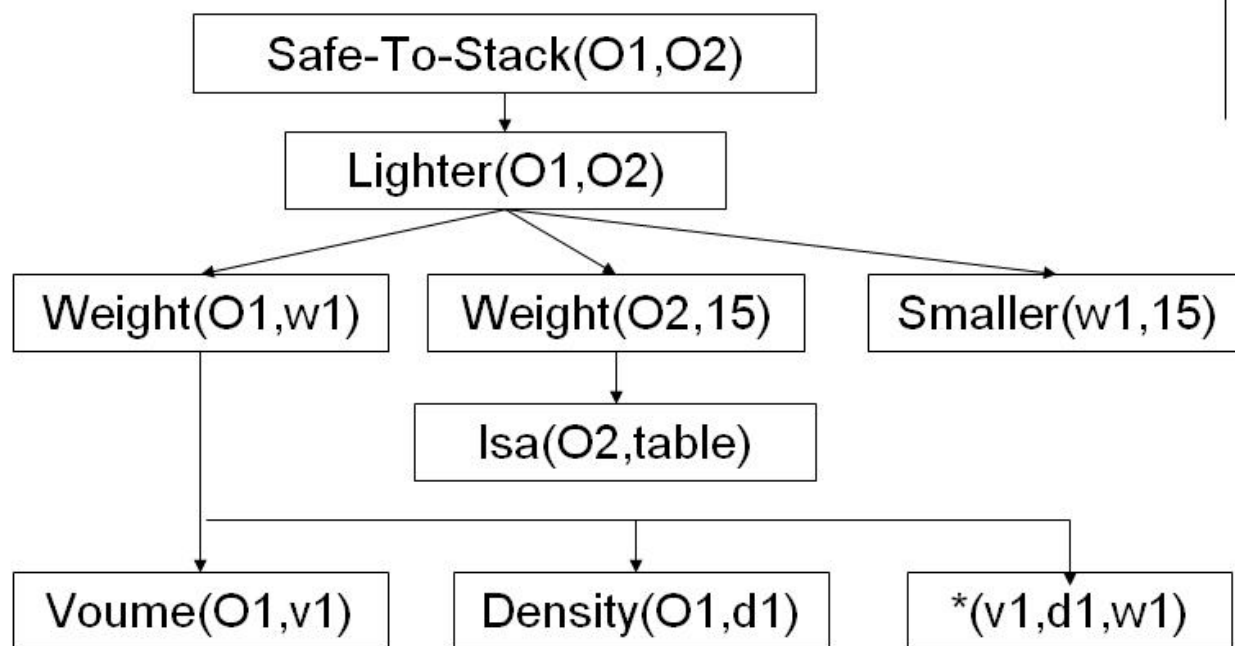 Safe-To-Stack(O1,O2)
Lighter(O1,O2)
Weight(O1,w1)
Weight(O2,15)
Smaller(w1,15)
Isa(O2,table)
Voume(O1,v1)
Density(O1,d1)
*(v1,d1,w1)